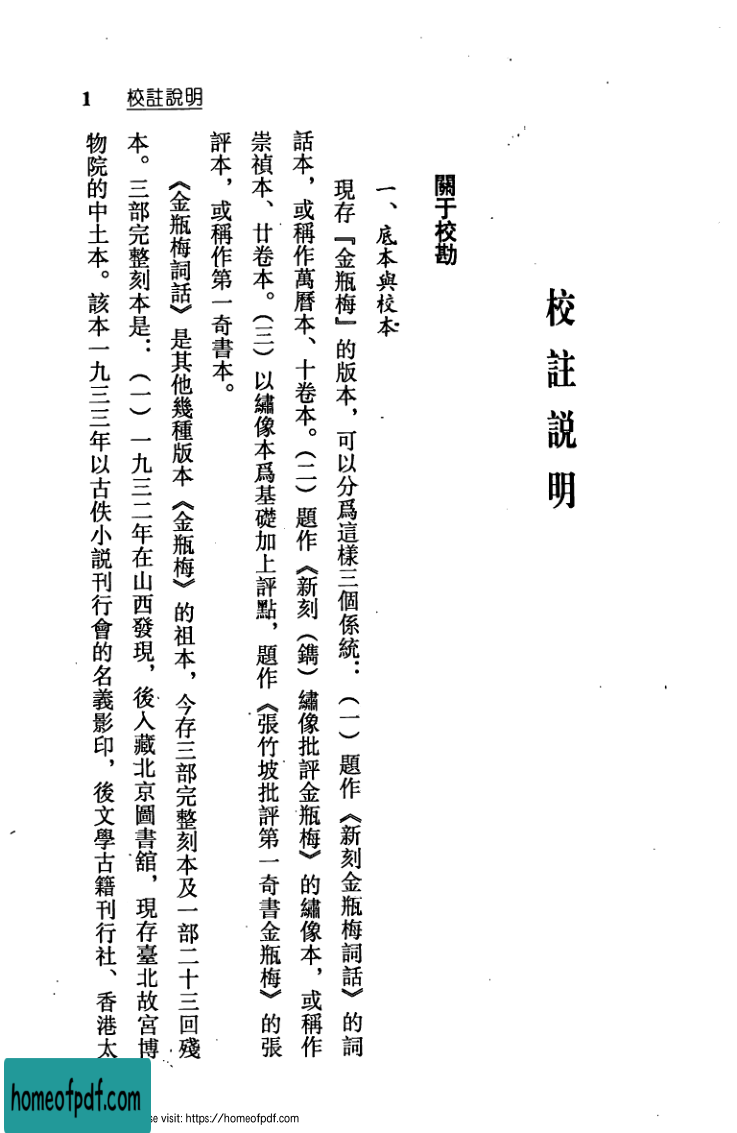 校註說明
關于校勘
一、底本與校本
現存『金瓶梅』的版本，可以分爲這樣三個係統：（一）題作《新刻金瓶梅詞話》的詞
話本，或稱作萬曆本、十卷本。（二）題作《新刻（鐫）繡像批評金瓶梅》的繡像本，或稱作
崇禎本、廿卷本。（三）以繡像本爲基礎加上評點，題作《張竹坡批評第一奇書金瓶梅》的張
評本，或稱作第一奇書本。
《金瓶梅詞話》是其他幾種版本《金瓶梅》的祖本，今存三部完整刻本及一部二十三回殘
本。三部完整刻本是：（一）一九三二年在山西發現，後入藏北京圖書舘，現存臺北故宮博
物院的中土本。該本一九三三年以古佚小説刊行會的名義影印，後文學古籍刊行社、香港太
1 校註說明
homeofpdf.com
se visit: https://homeofpdf.com